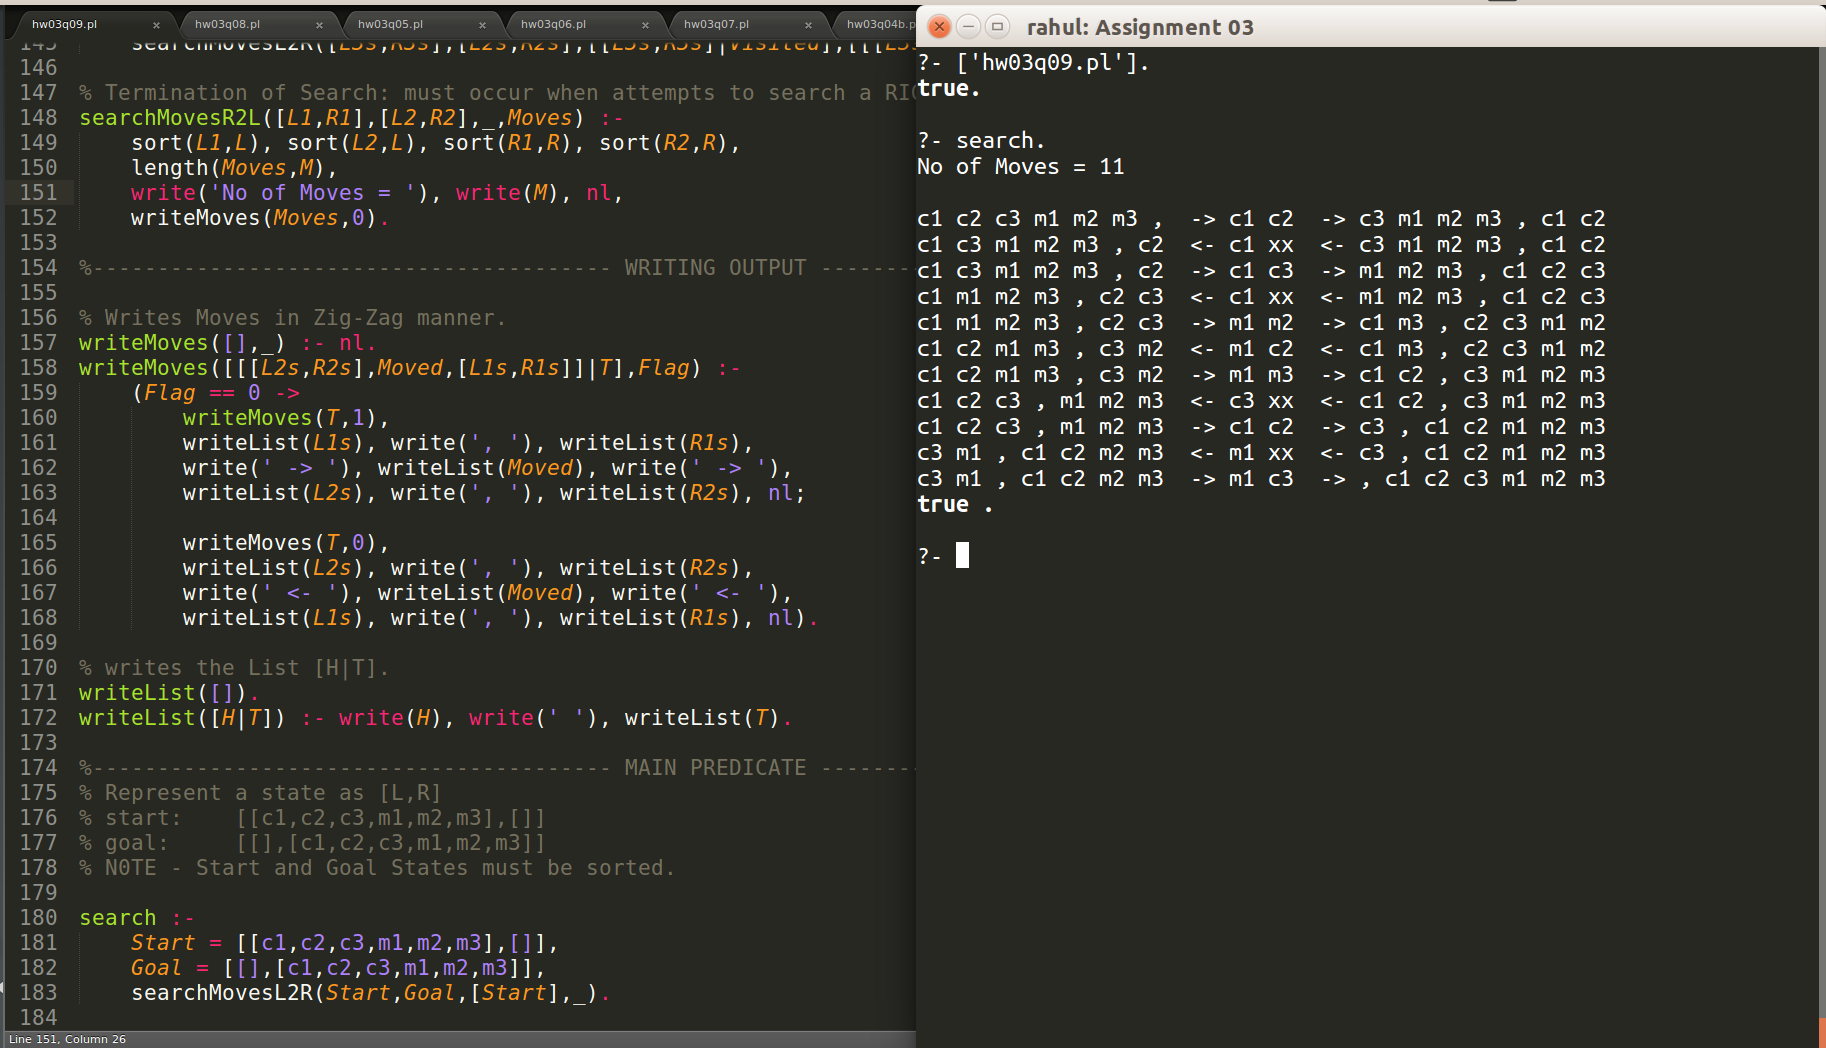 hw03q09.pl × hw03q08.pl × hw03q05.pl × hw03q06.pl × hw03q07.pl × hw03q04b.p
146
147 % Termination of Search: must occur when attempts to search a RI
148 searchMovesR2L([L1,R1],[L2,R2],_,Moves) :-
149 sort(L1,L), sort(L2,L), sort(R1,R), sort(R2,R),
150 length(Moves,M),
151 write('No of Moves = '), write(M), nl,
152 writeMoves(Moves,0).
153
154 %---------------------------------------- WRITING OUTPUT -------
155
156 % Writes Moves in Zig-Zag manner.
157 writeMoves([],_) :- nl.
158 writeMoves([[[L2s,R2s],Moved,[L1s,R1s]]|T],Flag) :-
159 (Flag == 0 ->
160 writeMoves(T,1),
161 writeList(L1s), write(', '), writeList(R1s),
162 write(' -> '), writeList(Moved), write(' -> '),
163 writeList(L2s), write(', '), writeList(R2s), nl;
164
165 writeMoves(T,0),
166 writeList(L2s), write(', '), writeList(R2s),
167 write(' <- '), writeList(Moved), write(' <- '),
168 writeList(L1s), write(', '), writeList(R1s), nl).
169
170 % writes the List [H|T].
171 writeList([]).
172 writeList([H|T]) :- write(H), write(' '), writeList(T).
173
174 %---------------------------------------- MAIN PREDICATE -------
175 % Represent a state as [L,R]
176 % start: [[c1,c2,c3,m1,m2,m3],[]]
177 % goal: [[],[c1,c2,c3,m1,m2,m3]]
178 % N0TE - Start and Goal States must be sorted.
179
180 search :-
181 Start = [[c1,c2,c3,m1,m2,m3],[]],
182 Goal = [[],[c1,c2,c3,m1,m2,m3]],
183 searchMovesL2R(Start,Goal,[Start],_).
184
Line 151, Column 26
rahul: Assignment 03
?- ['hw03q09.pl'].
true.
?- search.
No of Moves = 11
c1 c2 c3 m1 m2 m3 ,  -> c1 c2  -> c3 m1 m2 m3 , c1 c2
c1 c3 m1 m2 m3 , c2  <- c1 xx  <- c3 m1 m2 m3 , c1 c2
c1 c3 m1 m2 m3 , c2  -> c1 c3  -> m1 m2 m3 , c1 c2 c3
c1 m1 m2 m3 , c2 c3  <- c1 xx  <- m1 m2 m3 , c1 c2 c3
c1 m1 m2 m3 , c2 c3  -> m1 m2  -> c1 m3 , c2 c3 m1 m2
c1 c2 m1 m3 , c3 m2  <- m1 c2  <- c1 m3 , c2 c3 m1 m2
c1 c2 m1 m3 , c3 m2  -> m1 m3  -> c1 c2 , c3 m1 m2 m3
c1 c2 c3 , m1 m2 m3  <- c3 xx  <- c1 c2 , c3 m1 m2 m3
c1 c2 c3 , m1 m2 m3  -> c1 c2  -> c3 , c1 c2 m1 m2 m3
c3 m1 , c1 c2 m2 m3  <- m1 xx  <- c3 , c1 c2 m1 m2 m3
c3 m1 , c1 c2 m2 m3  -> m1 c3  -> , c1 c2 c3 m1 m2 m3
true .
?-